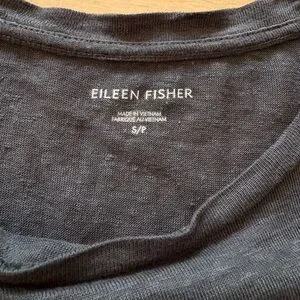 EILEEN FISHER
MADE IN VIETNAM
FABRIQUÉ AU VIETNAM
S/P